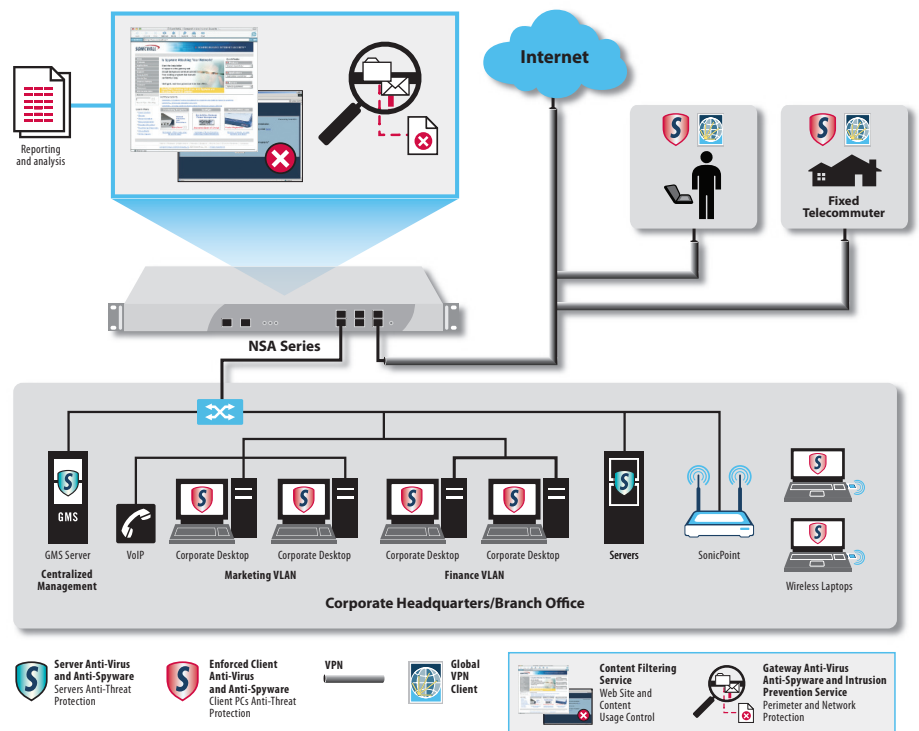 Internet
Reporting
and analysis
SONICWALL
S
S
Fixed
Telecommuter
S
NSA Series
S
GMS
S
S
S
S
S
S
S
GMS Server
VoIP
Corporate Desktop
Corporate Desktop
Corporate Desktop
Corporate Desktop
Servers
SonicPoint
Wireless Laptops
Centralized
Management
Marketing VLAN
Finance VLAN
Corporate Headquarters/Branch Office
S
Server Anti-Virus
and Anti-Spyware
Servers Anti-Threat
Protection
S
Enforced Client
Anti-Virus
and Anti-Spyware
Client PCs Anti-Threat
Protection
VPN
Global
VPN
Client
Content Filtering
Service
Web Site and
Content
Usage Control
Gateway Anti-Virus
Anti-Spyware and Intrusion
Prevention Service
Perimeter and Network
Protection